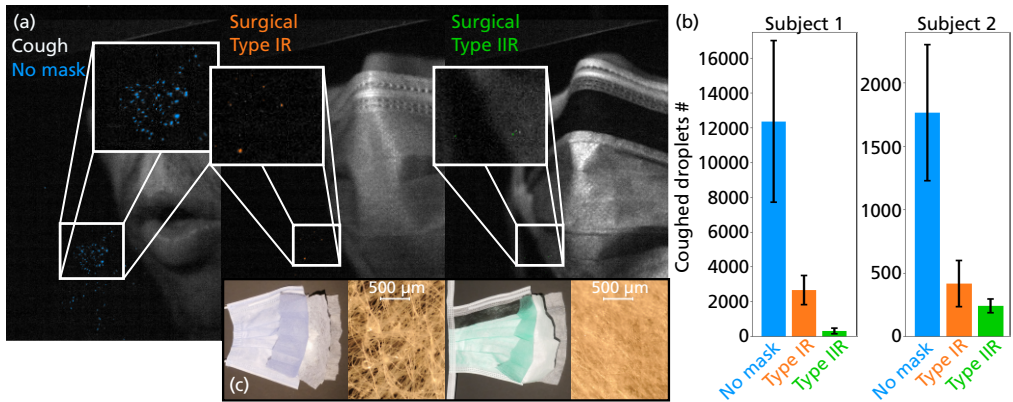 (a)
Cough
No mask
Surgical
Type IR
Surgical
Type IIR
(c)
500 µm
500 µm
(b)
Subject 1
Subject 2
Coughed droplets #
16000
14000
12000
10000
8000
6000
4000
2000
0
2000
1500
1000
500
0
No mask
Type IR
Type IIR
No mask
Type IR
Type IIR